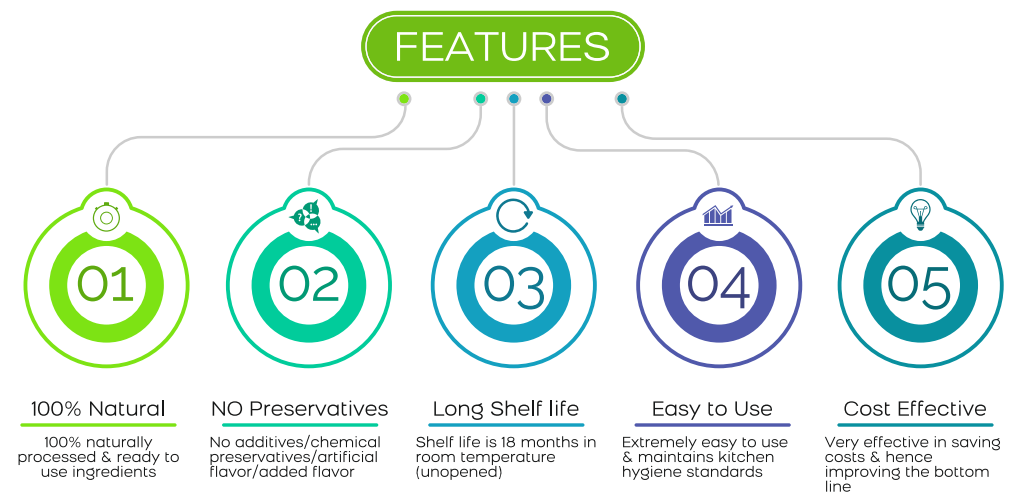 FEATURES
01
02
03
04
05
100% Natural
100% naturally
processed & ready to
use ingredients
NO Preservatives
No additives/chemical
preservatives/artificial
flavor/added flavor
Long Shelf life
Shelf life is 18 months in
room temperature
(unopened)
Easy to Use
Extremely easy to use
& maintains kitchen
hygiene standards
Cost Effective
Very effective in saving
costs & hence
improving the bottom
line